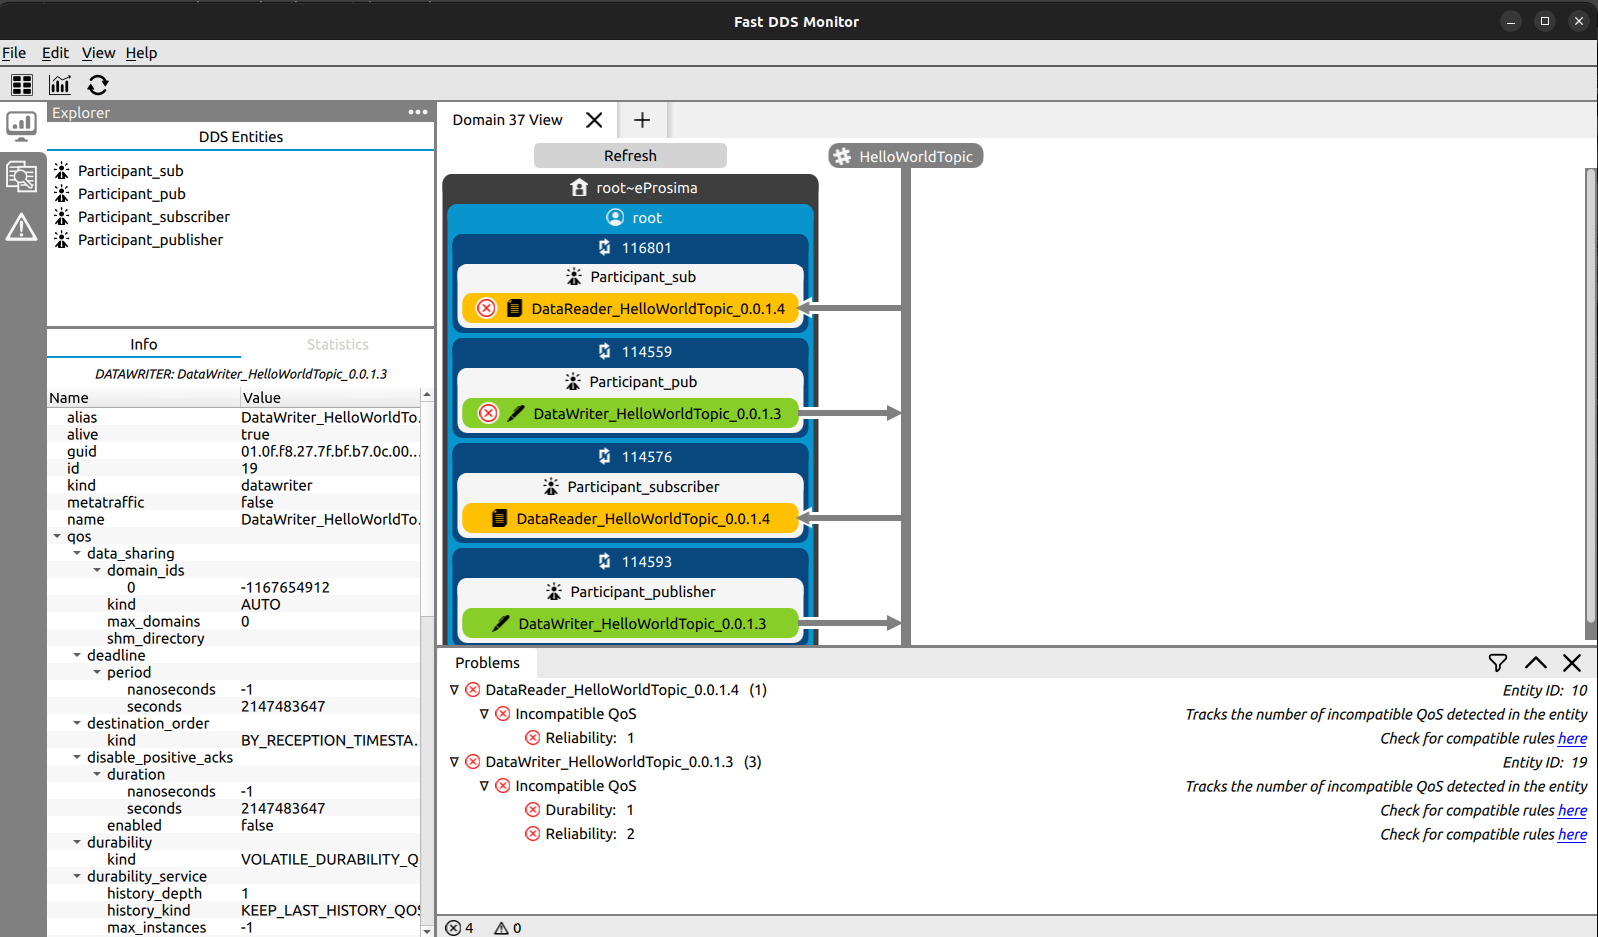 Fast DDS Monitor
File Edit View Help
Explorer
DDS Entities
Participant_sub
Participant_pub
Participant_subscriber
Participant_publisher
Info Statistics
DATAWRITER: DataWriter_HelloWorldTopic_0.0.1.3
Name Value
alias DataWriter_HelloWorldTo...
alive true
guid 01.0f.f8.27.7f.bf.b7.0c.00...
id 19
kind datawriter
metatraffic false
name DataWriter_HelloWorldTo...
qos
data_sharing
domain_ids
0 -1167654912
kind AUTO
max_domains 0
shm_directory
deadline
period
nanoseconds -1
seconds 2147483647
destination_order
kind BY_RECEPTION_TIMESTA...
disable_positive_acks
duration
nanoseconds -1
seconds 2147483647
enabled false
durability
kind VOLATILE_DURABILITY_Q
durability_service
history_depth 1
history_kind KEEP_LAST_HISTORY_QOS
max_instances -1
Domain 37 View
Refresh
HelloWorldTopic
root~eProsima
root
116801
Participant_sub
DataReader_HelloWorldTopic_0.0.1.4
114559
Participant_pub
DataWriter_HelloWorldTopic_0.0.1.3
114576
Participant_subscriber
DataReader_HelloWorldTopic_0.0.1.4
114593
Participant_publisher
DataWriter_HelloWorldTopic_0.0.1.3
Problems
DataReader_HelloWorldTopic_0.0.1.4 (1) Entity ID: 10
Incompatible QoS Tracks the number of incompatible QoS detected in the entity
Reliability: 1 Check for compatible rules here
DataWriter_HelloWorldTopic_0.0.1.3 (3) Entity ID: 19
Incompatible QoS Tracks the number of incompatible QoS detected in the entity
Durability: 1 Check for compatible rules here
Reliability: 2 Check for compatible rules here
4 0